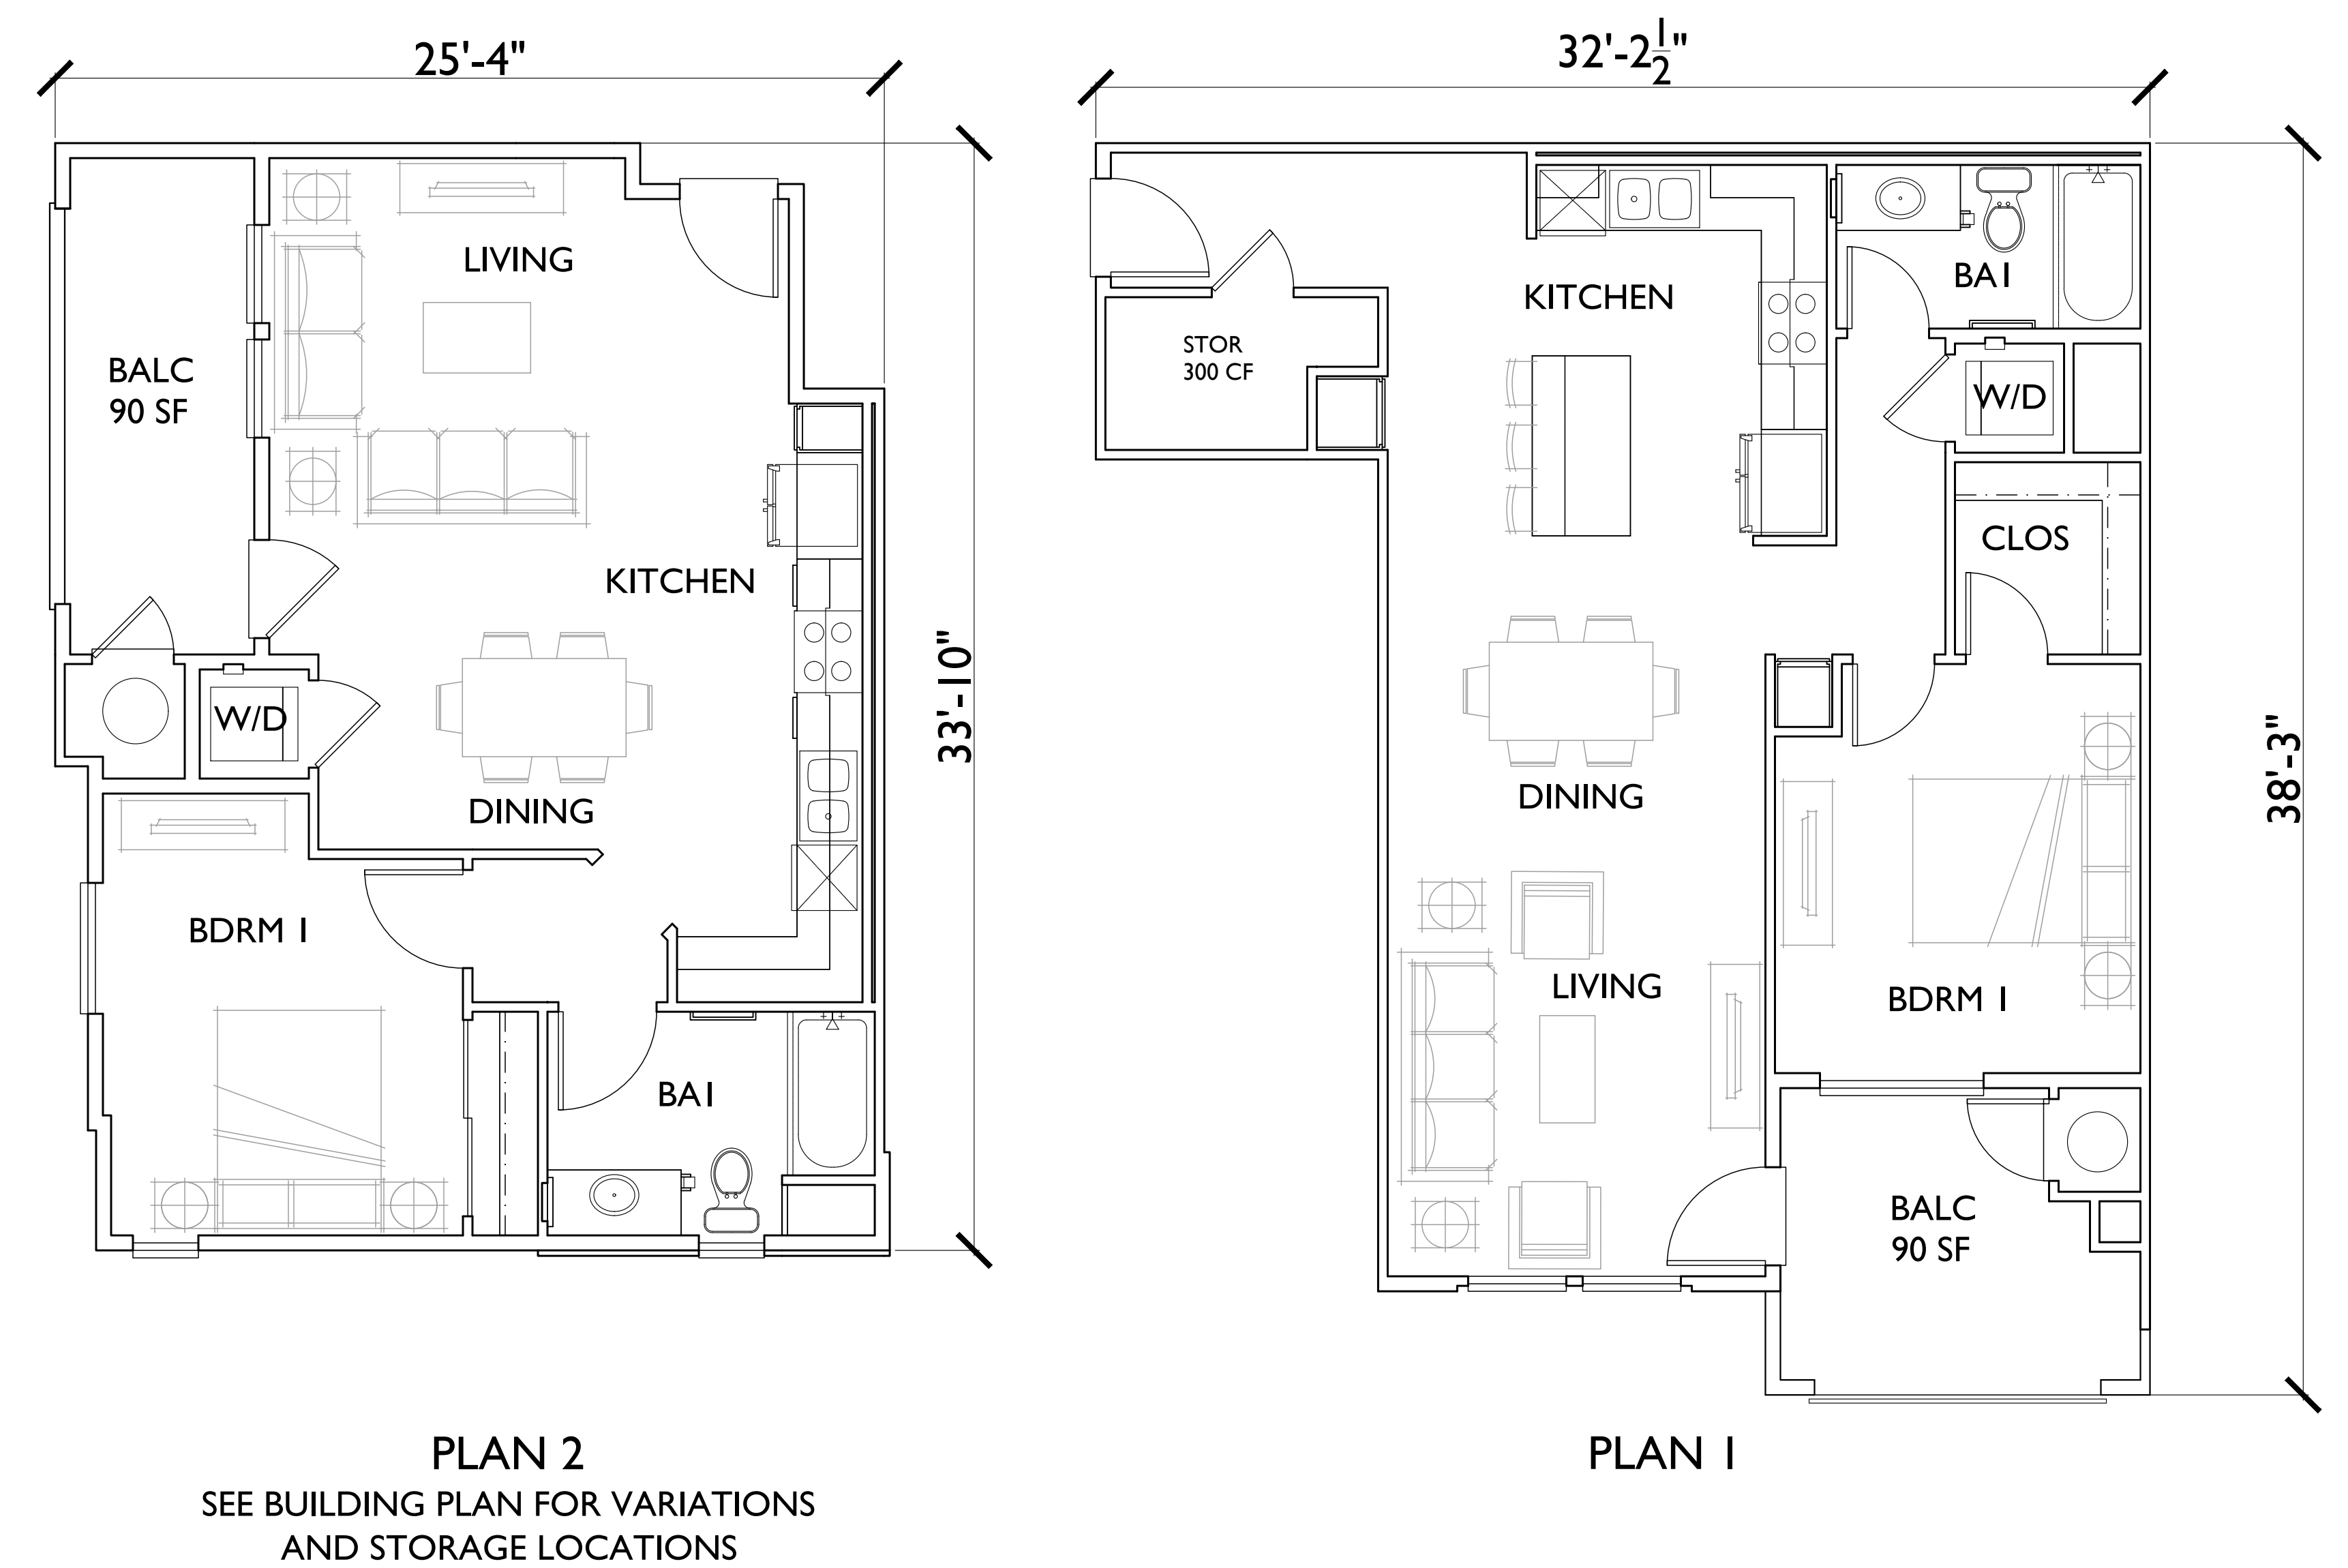 25'-4"
LIVING
BALC
90 SF
KITCHEN
33'-10"
W/D
DINING
BDRM 1
BA1
PLAN 2
SEE BUILDING PLAN FOR VARIATIONS
AND STORAGE LOCATIONS
32'-2 1/2"
KITCHEN
BA1
STOR
300 CF
W/D
CLOS
38'-3"
DINING
LIVING
BDRM 1
BALC
90 SF
PLAN 1